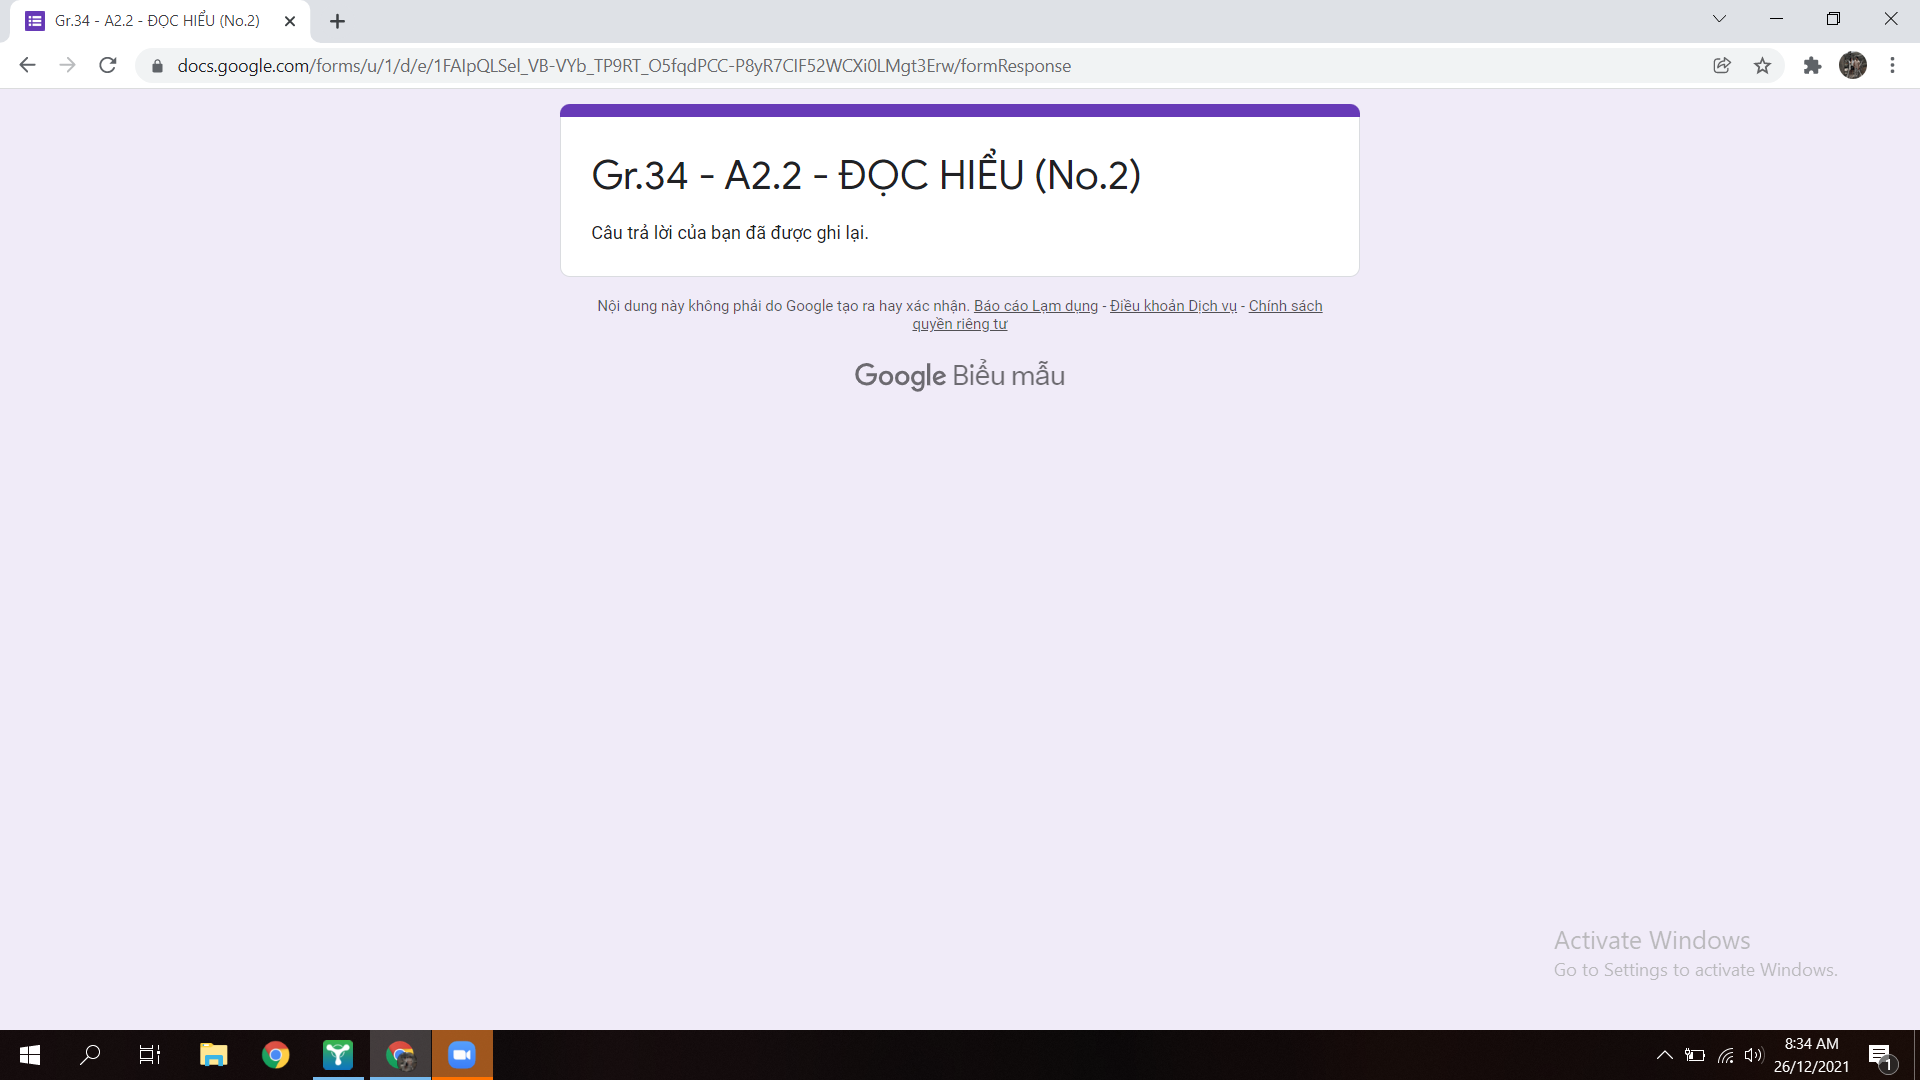 Gr.34 - A2.2 - ĐỌC HIỂU (No.2)
docs.google.com/forms/u/1/d/e/1FAIpQLSel_VB-VYb_TP9RT_O5fqdPCC-P8yR7CIF52WCXi0LMgt3Erw/formResponse
Gr.34 - A2.2 - ĐỌC HIỂU (No.2)
Câu trả lời của bạn đã được ghi lại.
Nội dung này không phải do Google tạo ra hay xác nhận. Báo cáo Lạm dụng - Điều khoản Dịch vụ - Chính sách
quyền riêng tư
Google Biểu mẫu
Activate Windows
Go to Settings to activate Windows.
8:34 AM
26/12/2021
1